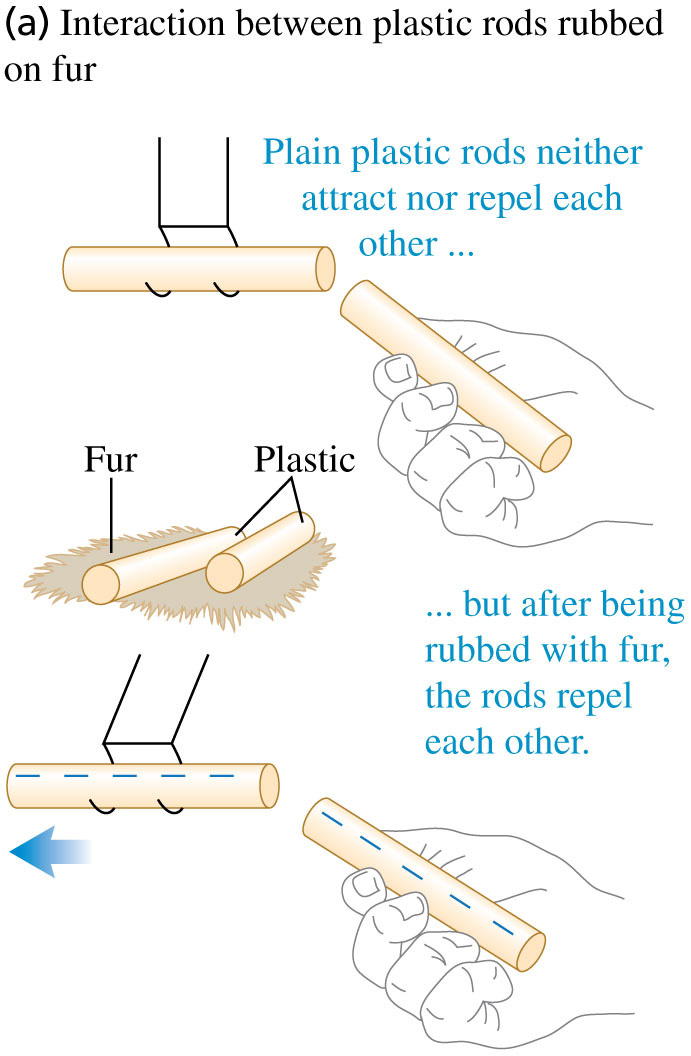 (a) Interaction between plastic rods rubbed
on fur
Plain plastic rods neither
attract nor repel each
other ...
Fur
Plastic
... but after being
rubbed with fur,
the rods repel
each other.